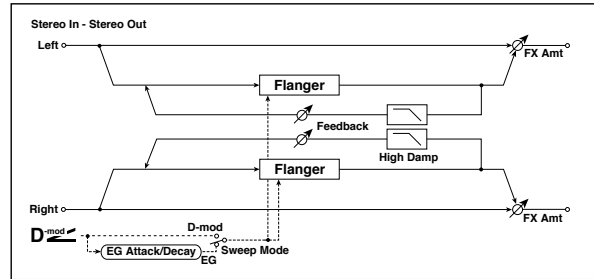 Stereo In - Stereo Out
Left
FX Amt
Flanger
Feedback
High Damp
Flanger
Right
FX Amt
D-mod
D-mod
EG Attack/Decay
EG
Sweep Mode